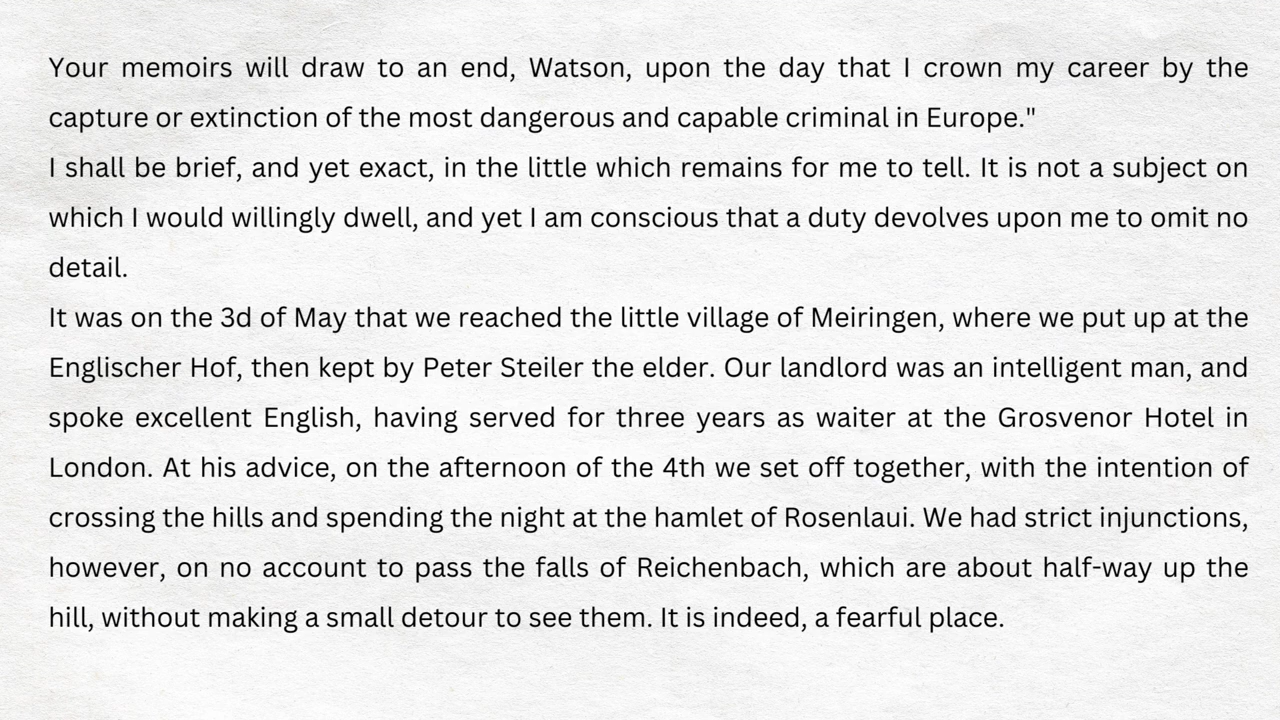 Your memoirs will draw to an end, Watson, upon the day that I crown my career by the
capture or extinction of the most dangerous and capable criminal in Europe."
I shall be brief, and yet exact, in the little which remains for me to tell. It is not a subject on
which I would willingly dwell, and yet I am conscious that a duty devolves upon me to omit no
detail.
It was on the 3d of May that we reached the little village of Meiringen, where we put up at the
Englischer Hof, then kept by Peter Steiler the elder. Our landlord was an intelligent man, and
spoke excellent English, having served for three years as waiter at the Grosvenor Hotel in
London. At his advice, on the afternoon of the 4th we set off together, with the intention of
crossing the hills and spending the night at the hamlet of Rosenlaui. We had strict injunctions,
however, on no account to pass the falls of Reichenbach, which are about half-way up the
hill, without making a small detour to see them. It is indeed, a fearful place.